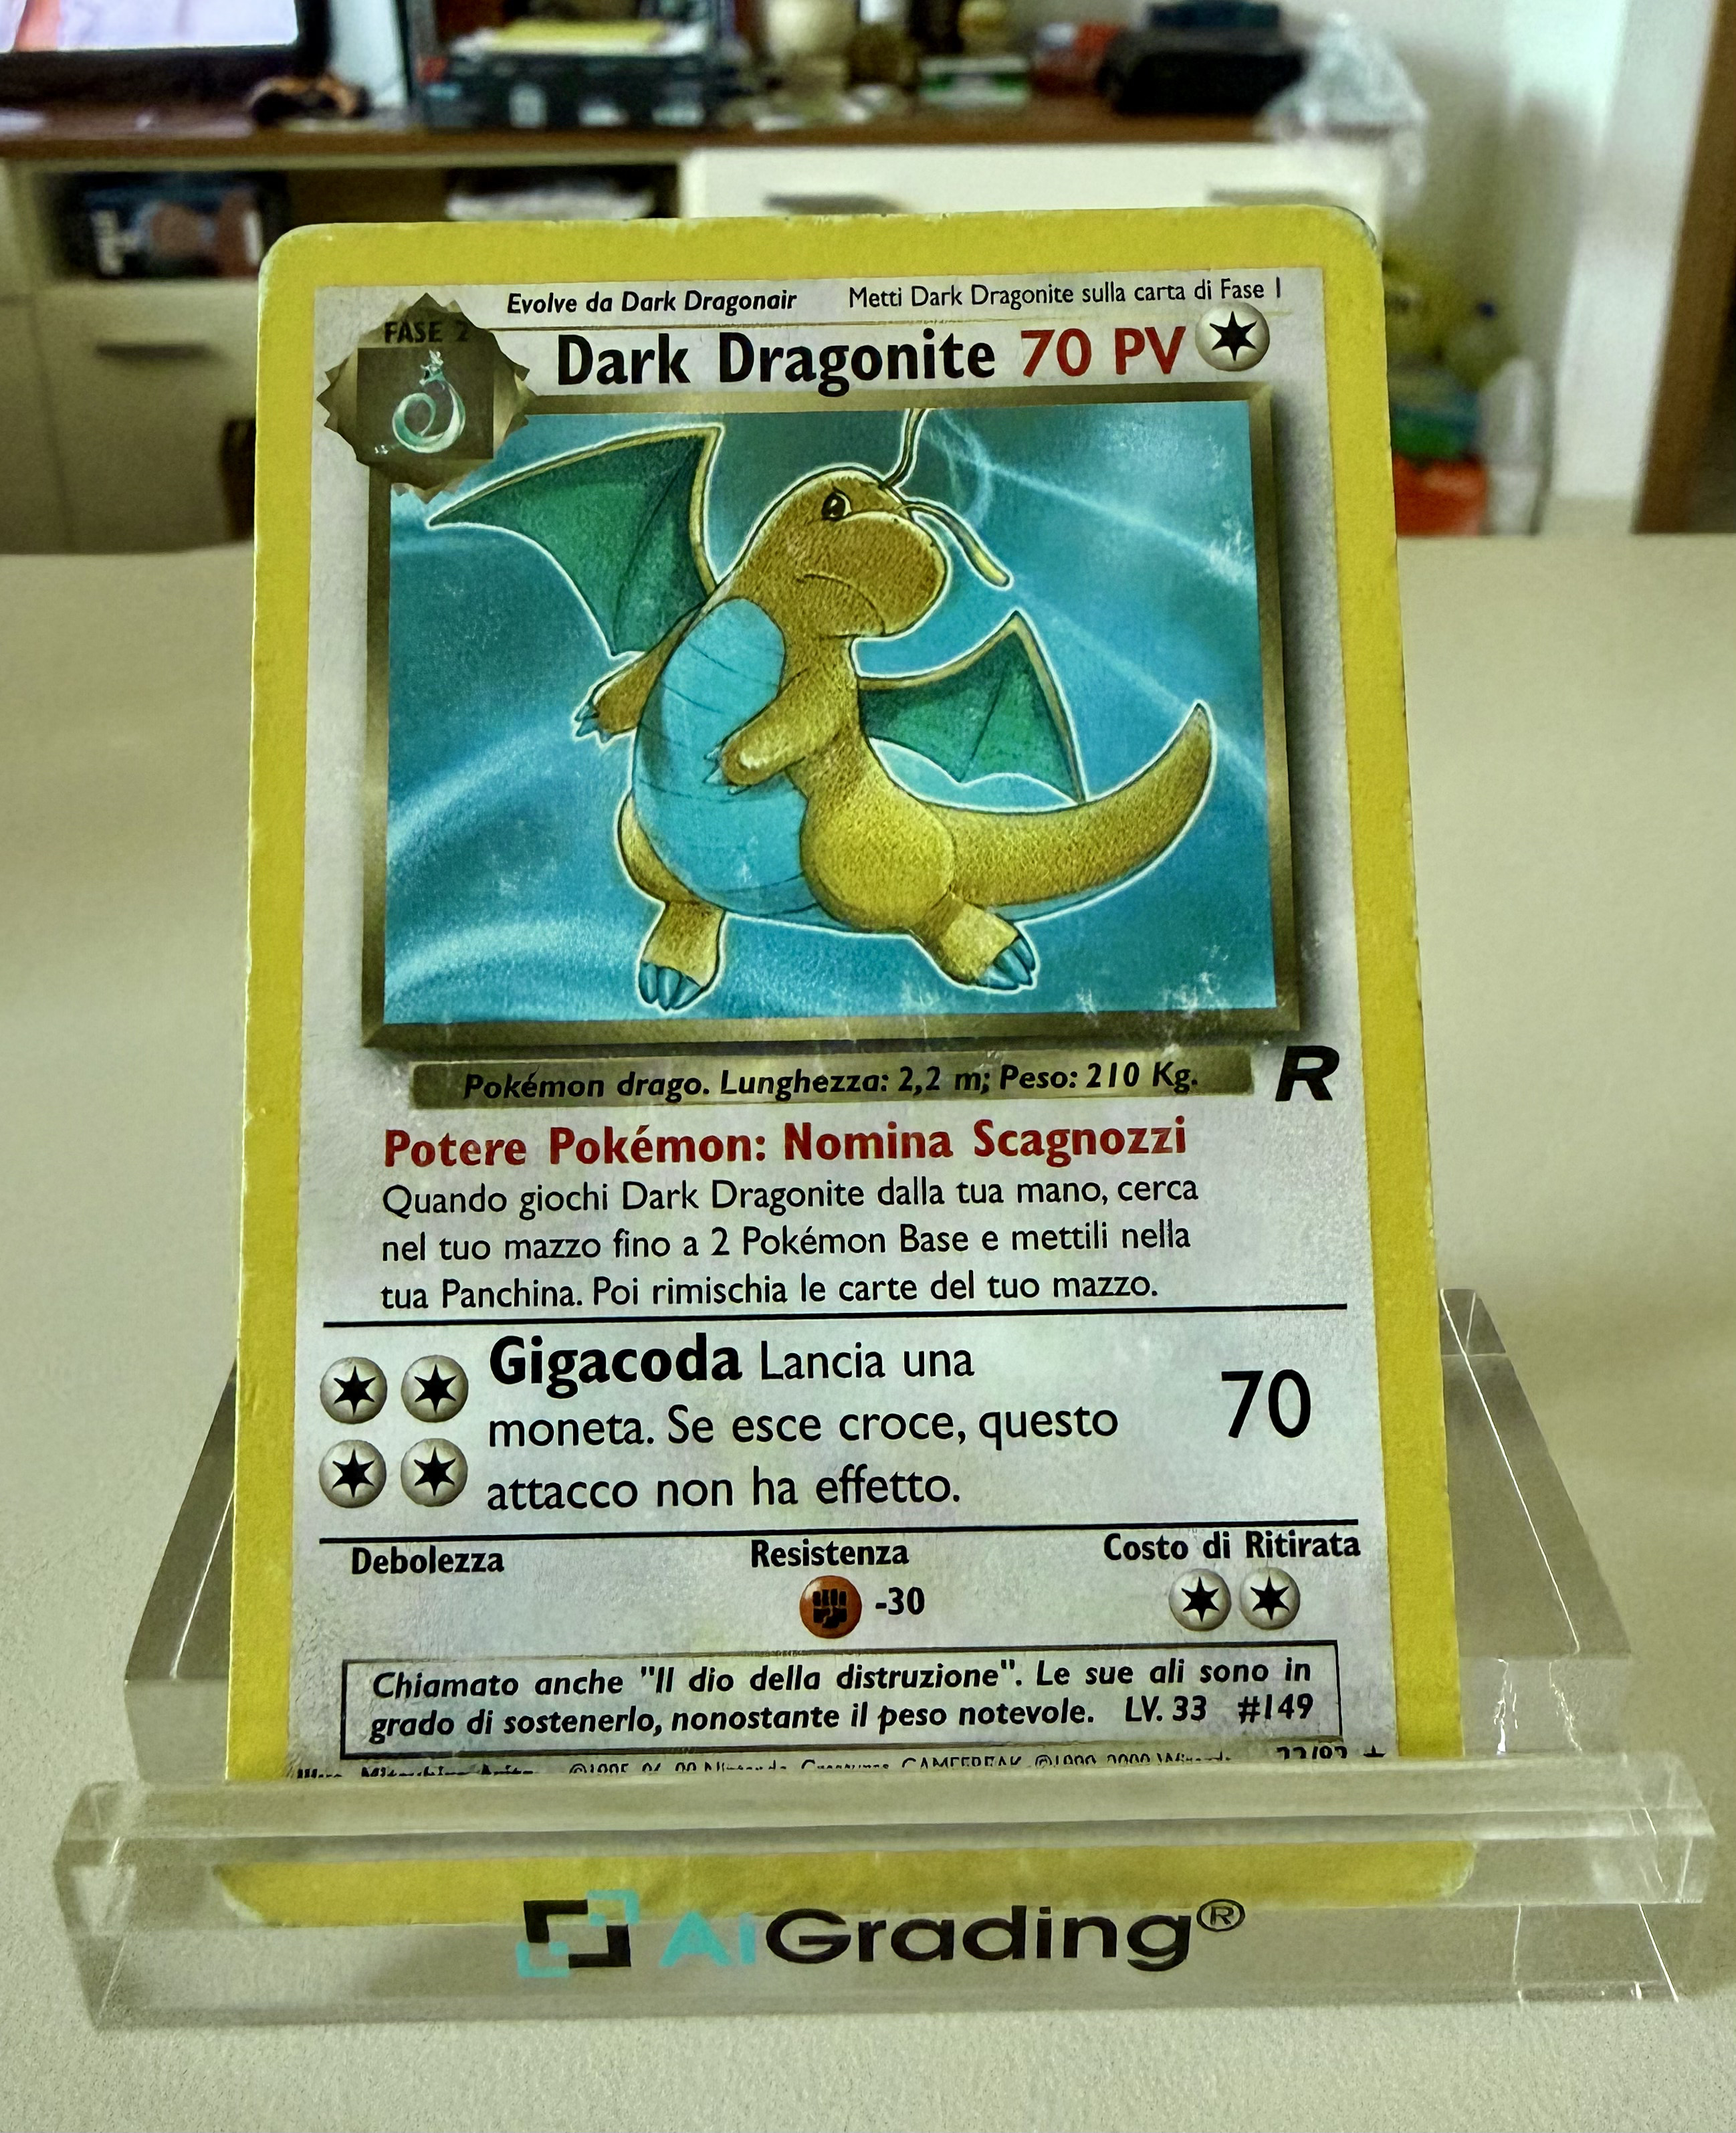 Evolve da Dark Dragonair Metti Dark Dragonite sulla carta di Fase 1
FASE 2
Dark Dragonite 70 PV
Pokémon drago. Lunghezza: 2,2 m; Peso: 210 Kg.
R
Potere Pokémon: Nomina Scagnozzi
Quando giochi Dark Dragonite dalla tua mano, cerca
nel tuo mazzo fino a 2 Pokémon Base e mettili nella
tua Panchina. Poi rimischia le carte del tuo mazzo.
Gigacoda Lancia una
moneta. Se esce croce, questo
attacco non ha effetto.
70
Debolezza Resistenza Costo di Ritirata
-30
Chiamato anche "Il dio della distruzione". Le sue ali sono in
grado di sostenerlo, nonostante il peso notevole. LV. 33 #149
AiGrading®